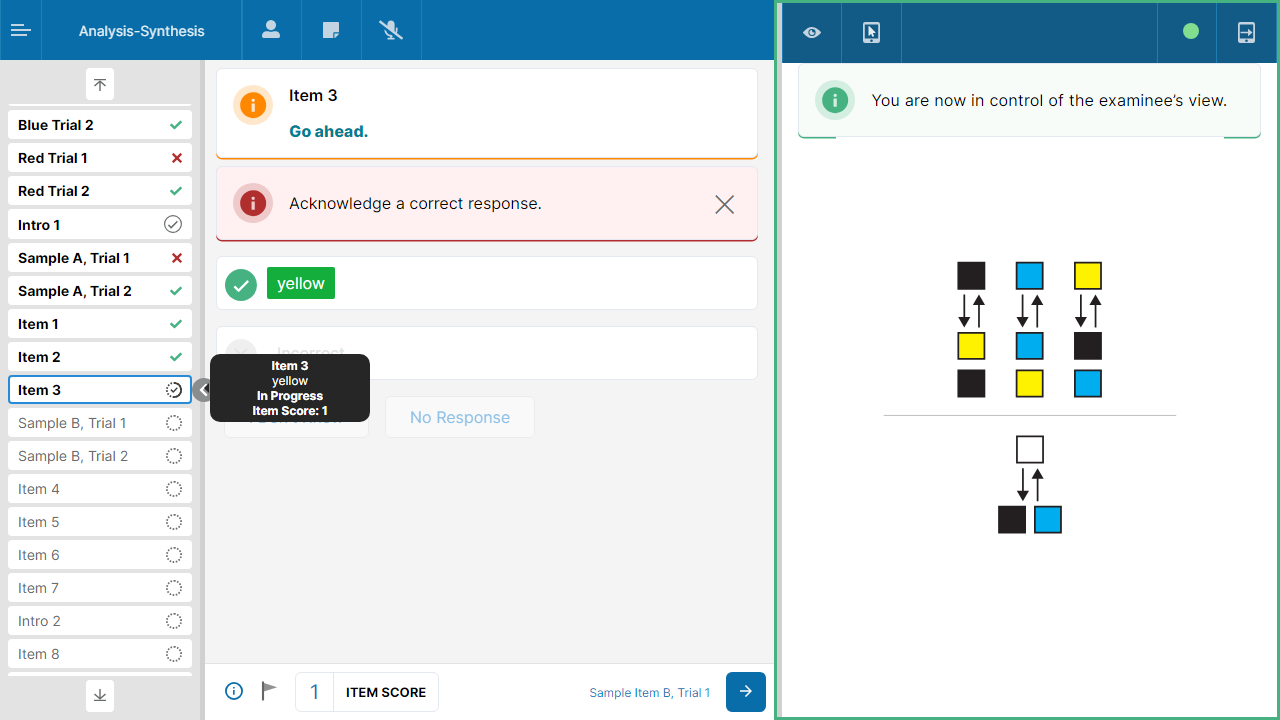 Analysis-Synthesis
Blue Trial 2
Red Trial 1
Red Trial 2
Intro 1
Sample A, Trial 1
Sample A, Trial 2
Item 1
Item 2
Item 3
Sample B, Trial 1
Sample B, Trial 2
Item 4
Item 5
Item 6
Item 7
Intro 2
Item 8
Item 3
Go ahead.
Acknowledge a correct response.
yellow
Incorrect
Item 3
yellow
In Progress
Item Score: 1
No Response
1 ITEM SCORE
Sample Item B, Trial 1
You are now in control of the examinee’s view.